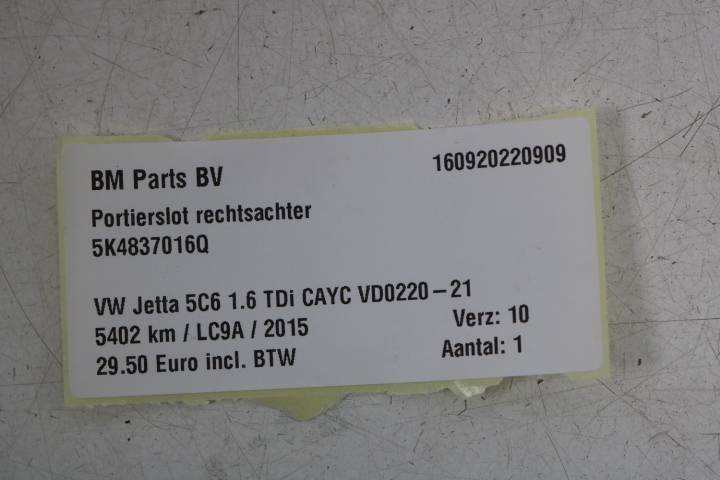 BM Parts BV 160920220909
Portierslot rechtsachter
5K4837016Q
VW Jetta 5C6 1.6 TDi CAYC VD0220-21
5402 km / LC9A / 2015 Verz: 10
29.50 Euro incl. BTW Aantal: 1